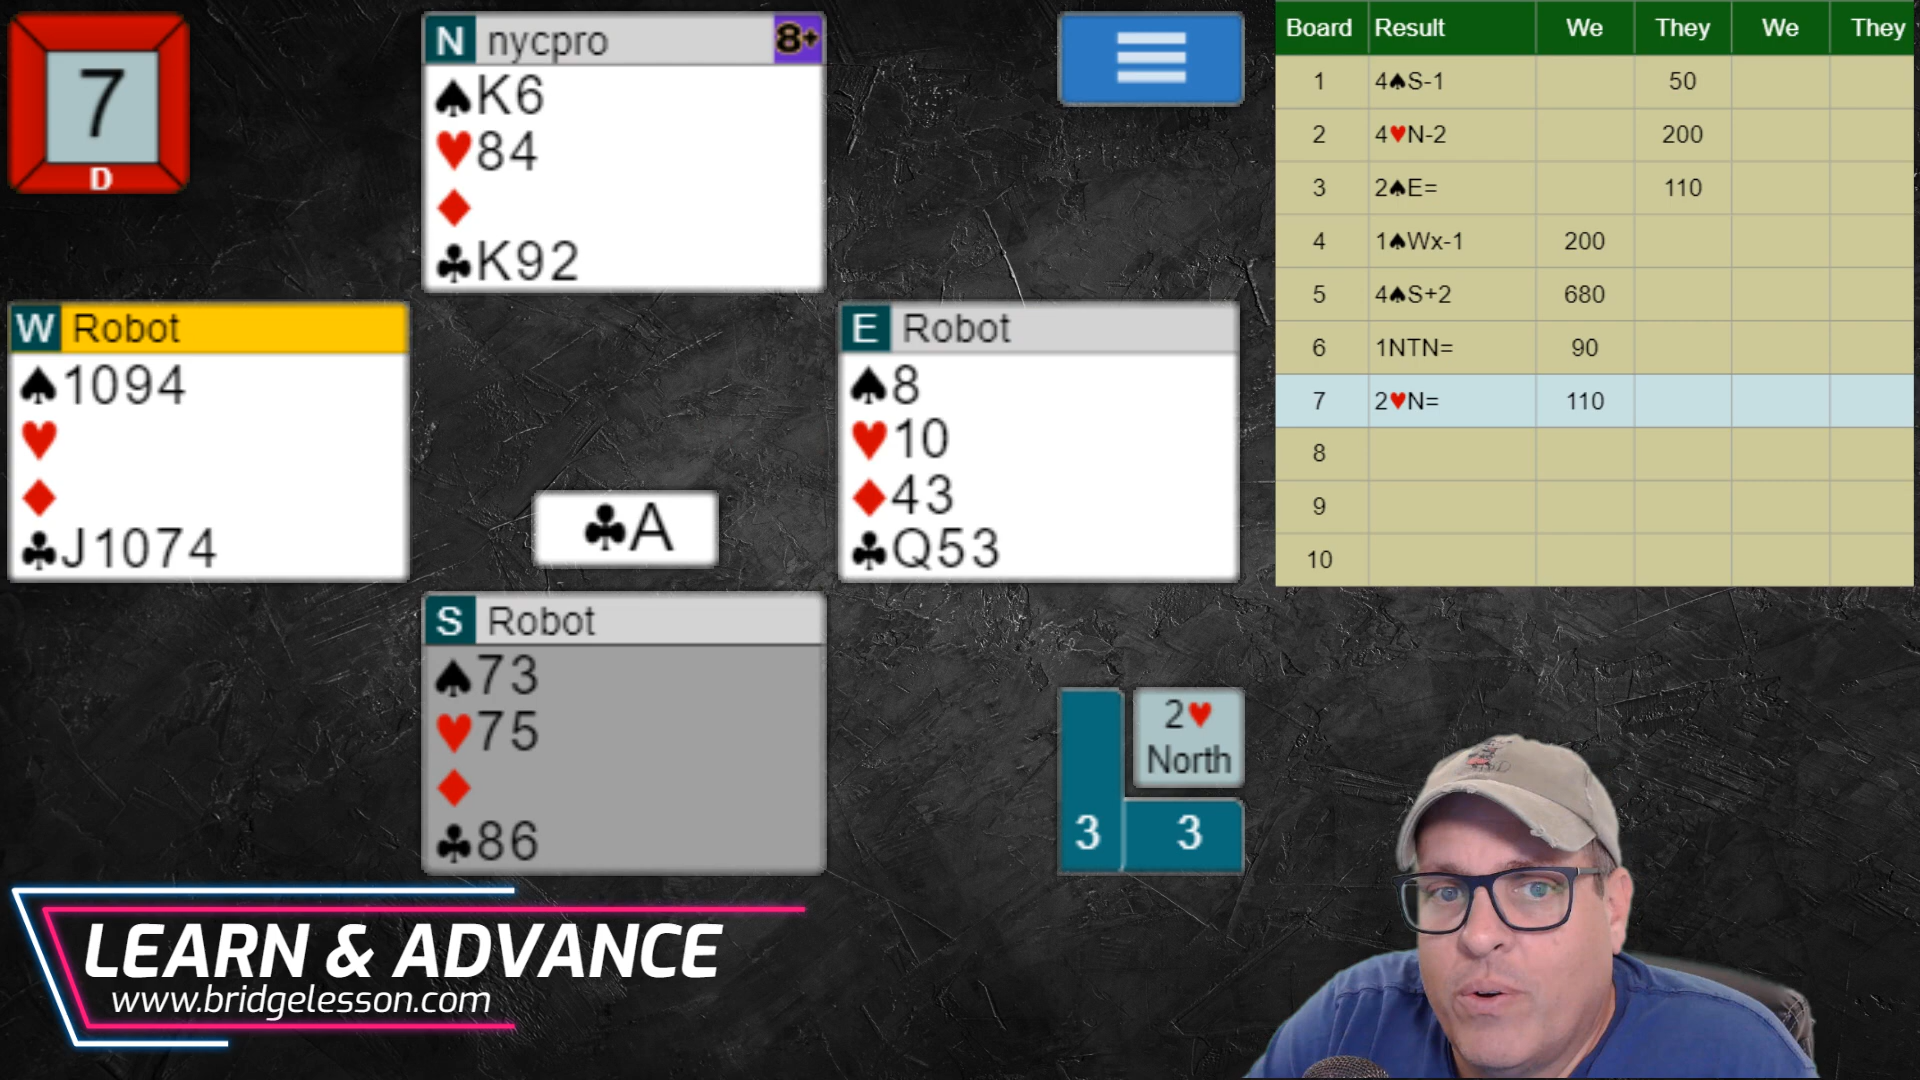 7
D
N nycpro 8+
♠K6
♥84
♦
♣K92
W Robot
♠1094
♥
♦
♣J1074
E Robot
♠8
♥10
♦43
♣Q53
♣A
S Robot
♠73
♥75
♦
♣86
2♥
North
3 3
Board Result We They We They
1 4♠S-1 50
2 4♥N-2 200
3 2♠E= 110
4 1♠Wx-1 200
5 4♠S+2 680
6 1NTN= 90
7 2♥N= 110
8
9
10
LEARN & ADVANCE
www.bridgelesson.com